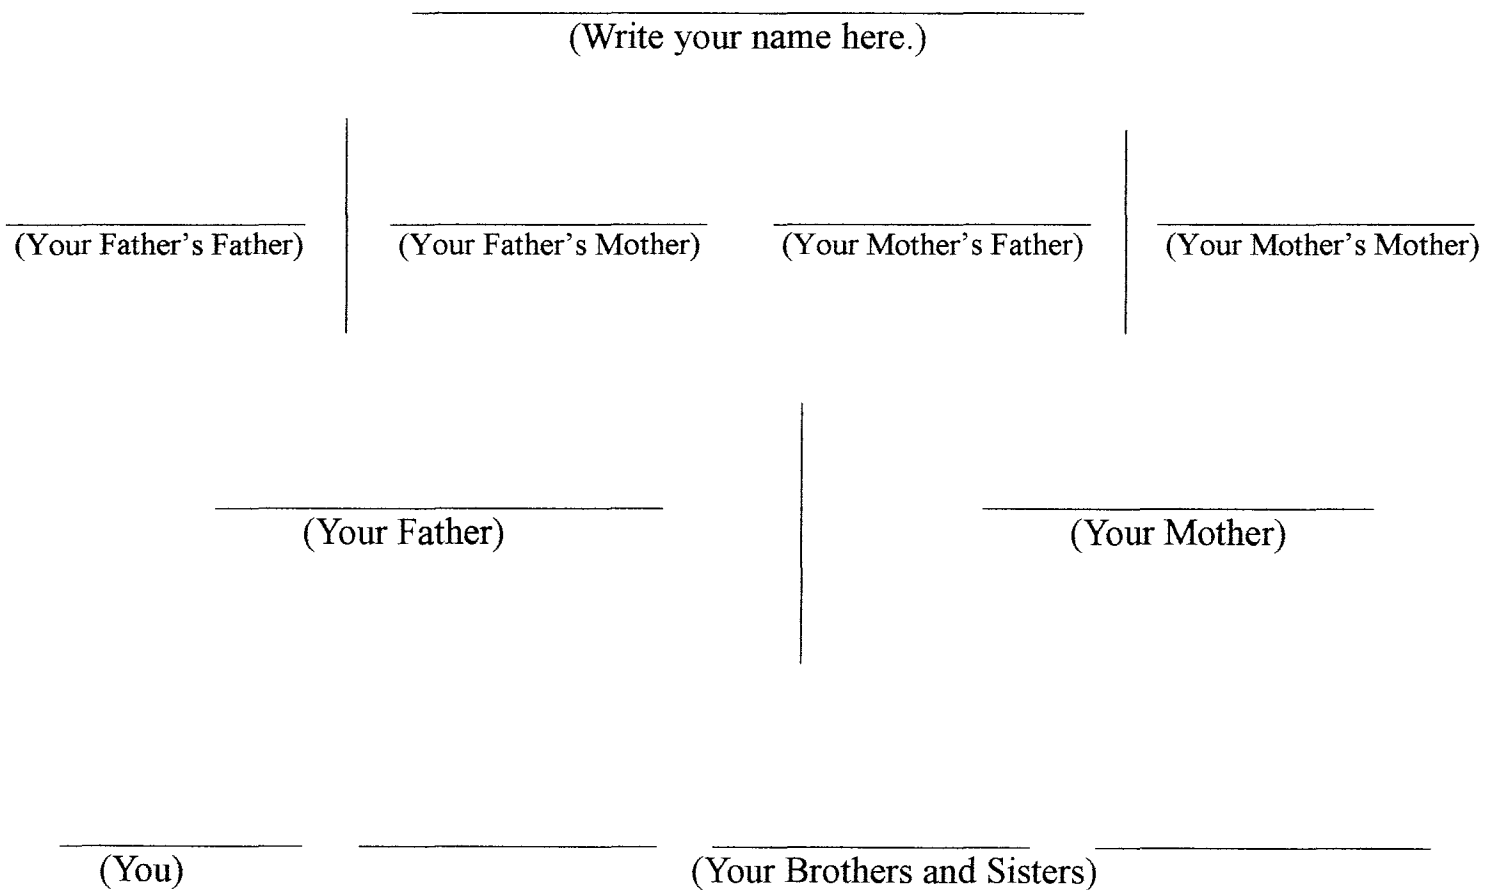 (Write your name here.)
(Your Father's Father) (Your Father's Mother) (Your Mother's Father) (Your Mother's Mother)
(Your Father) (Your Mother)
(You) (Your Brothers and Sisters)